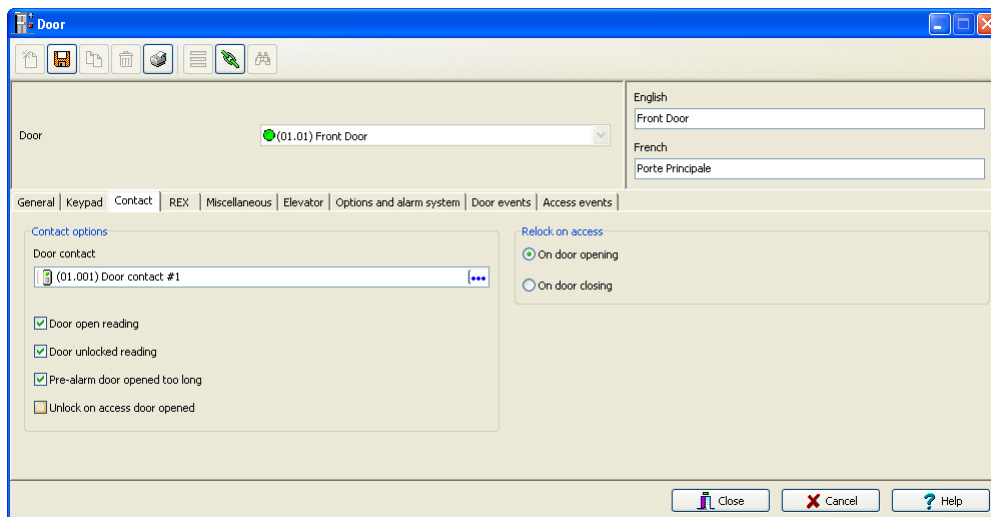 Door
English
Front Door
Door
(01.01) Front Door
French
Porte Principale
General Keypad Contact REX Miscellaneous Elevator Options and alarm system Door events Access events
Contact options
Door contact
(01.001) Door contact #1
Door open reading
Door unlocked reading
Pre-alarm door opened too long
Unlock on access door opened
Relock on access
On door opening
On door closing
Close Cancel Help